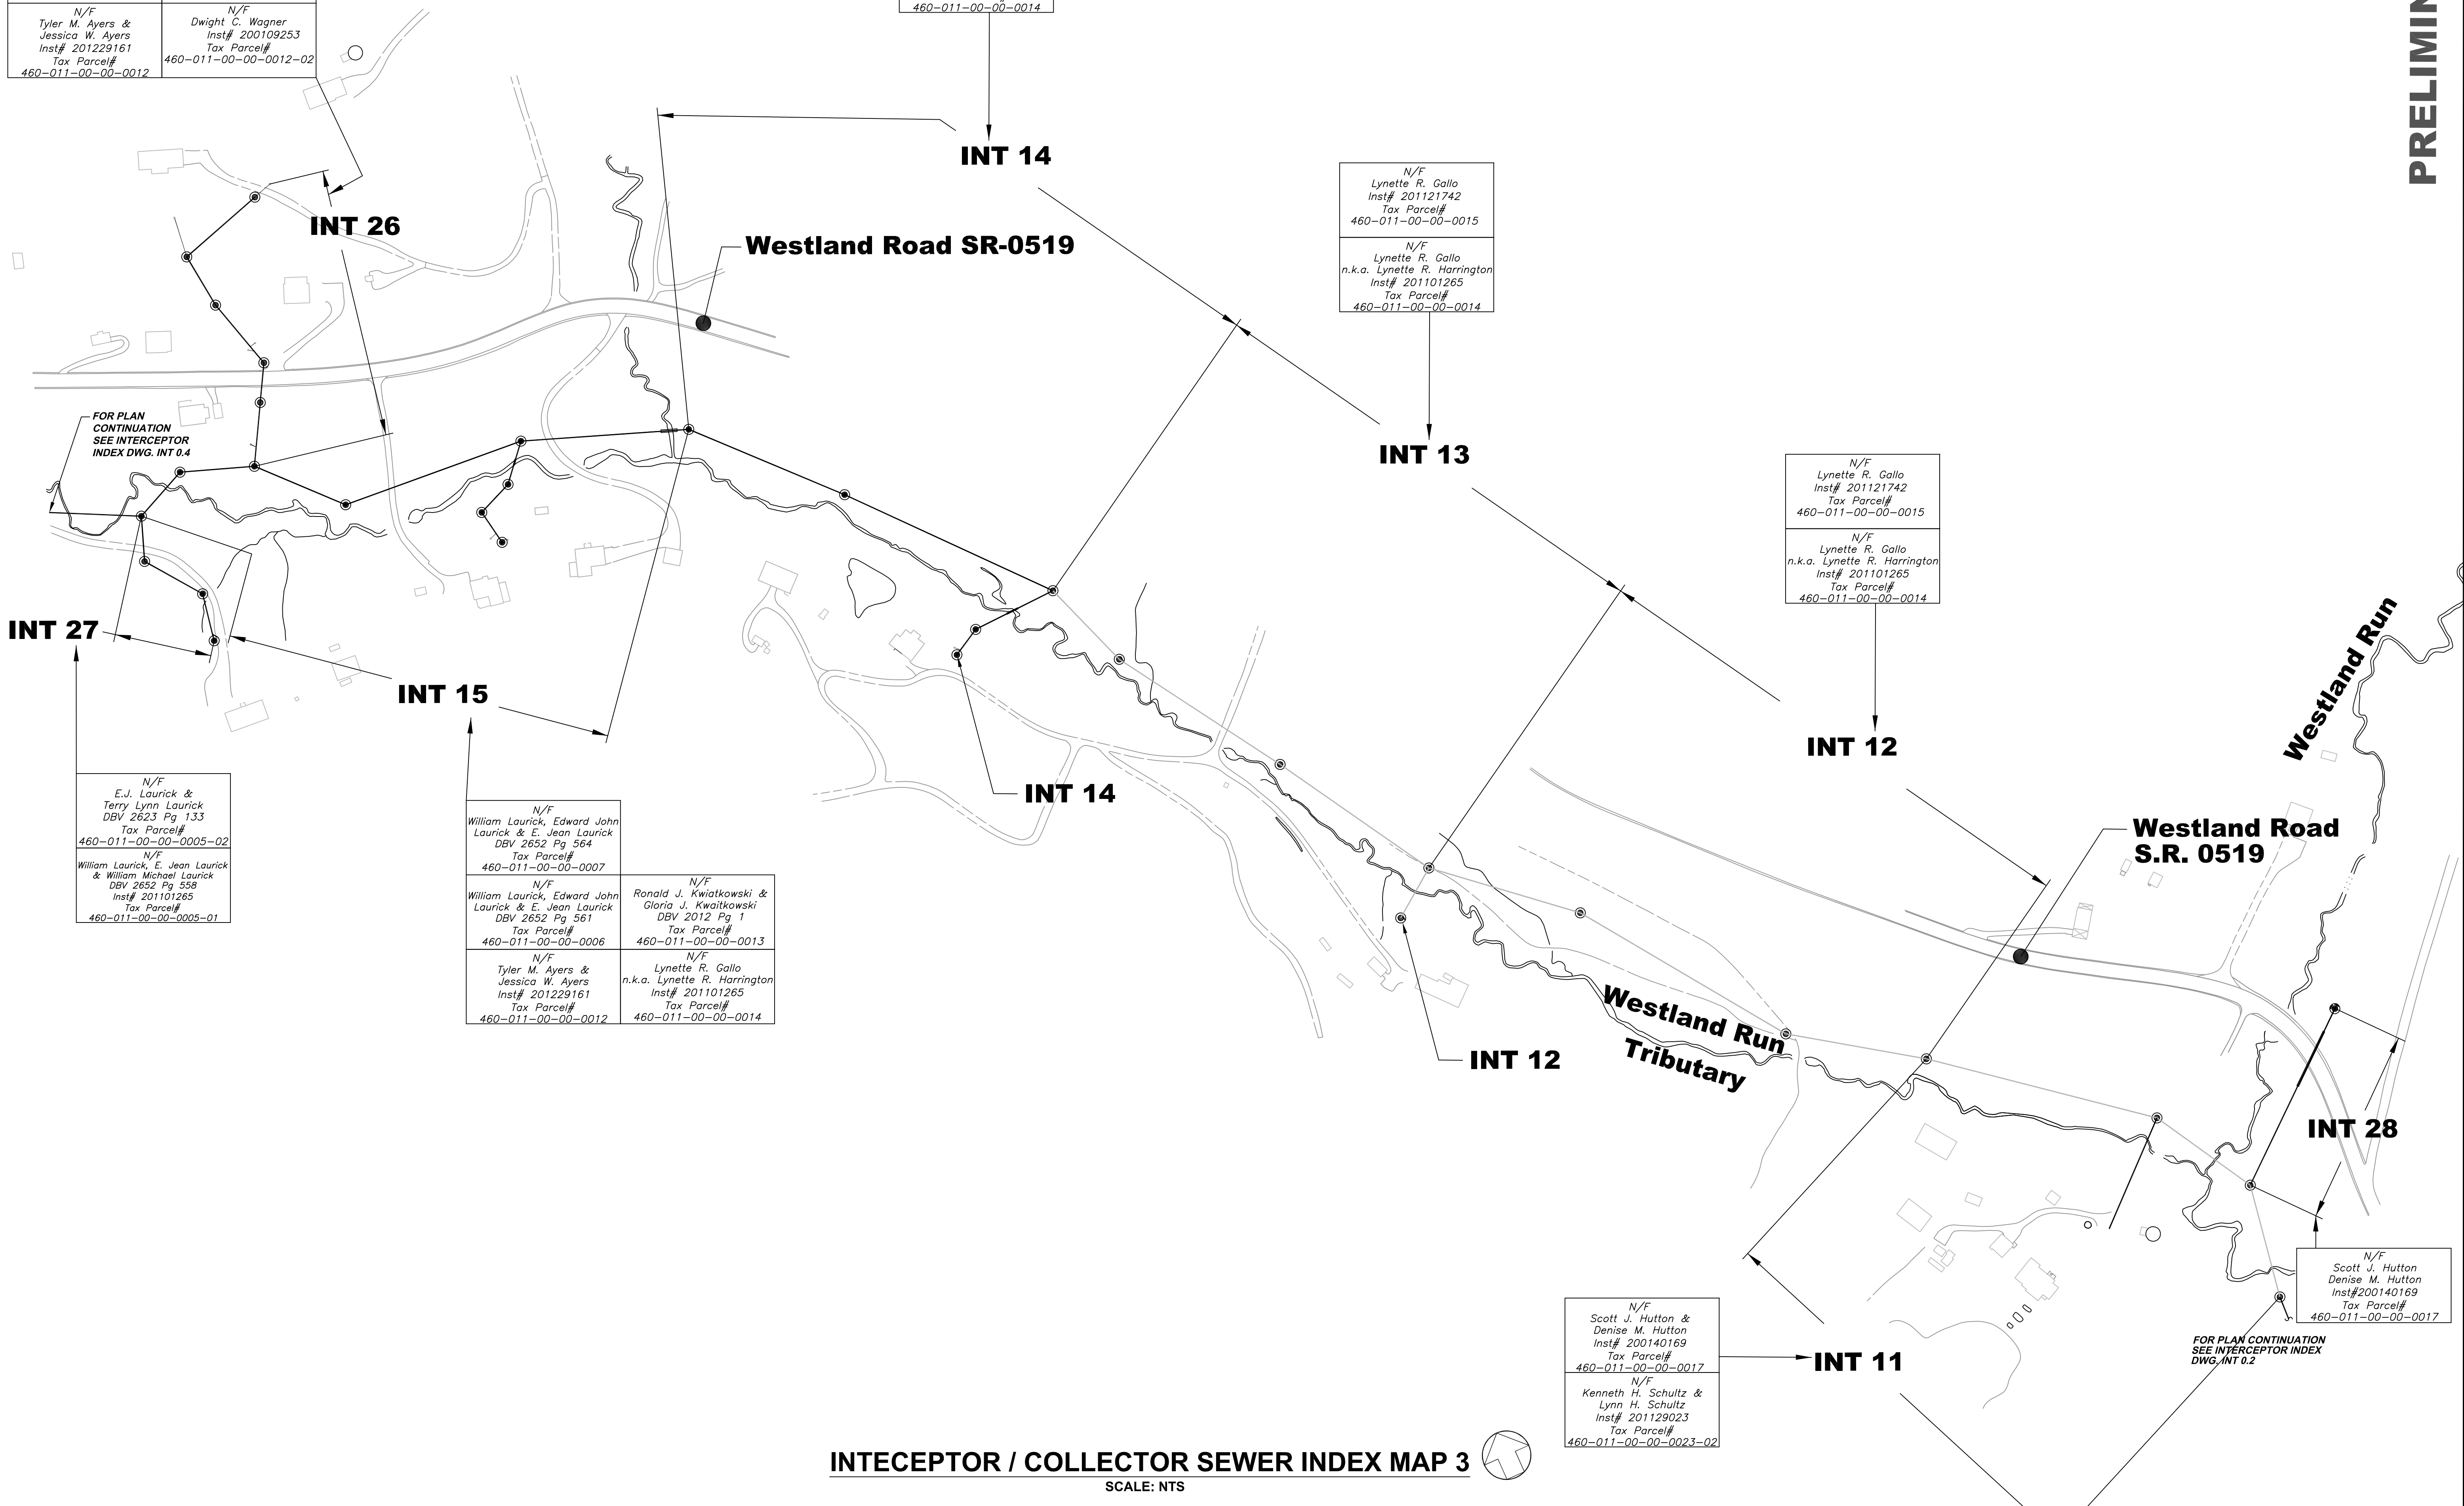 N/F
Tyler M. Ayers &
Jessica W. Ayers
Inst# 201229161
Tax Parcel#
460-011-00-00-0012
N/F
Dwight C. Wagner
Inst# 200109253
Tax Parcel#
460-011-00-00-0012-02
460-011-00-00-0014
INT 14
INT 26
Westland Road SR-0519
N/F
Lynette R. Gallo
Inst# 201121742
Tax Parcel#
460-011-00-00-0015
N/F
Lynette R. Gallo
n.k.a. Lynette R. Harrington
Inst# 201101265
Tax Parcel#
460-011-00-00-0014
INT 13
FOR PLAN
CONTINUATION
SEE INTERCEPTOR
INDEX DWG. INT 0.4
N/F
Lynette R. Gallo
Inst# 201121742
Tax Parcel#
460-011-00-00-0015
N/F
Lynette R. Gallo
n.k.a. Lynette R. Harrington
Inst# 201101265
Tax Parcel#
460-011-00-00-0014
INT 12
INT 27
INT 15
INT 14
Westland Run
Westland Road
S.R. 0519
N/F
E.J. Laurick &
Terry Lynn Laurick
DBV 2623 Pg 133
Tax Parcel#
460-011-00-00-0005-02
N/F
William Laurick, E. Jean Laurick
& William Michael Laurick
DBV 2652 Pg 558
Inst# 201101265
Tax Parcel#
460-011-00-00-0005-01
N/F
William Laurick, Edward John
Laurick & E. Jean Laurick
DBV 2652 Pg 564
Tax Parcel#
460-011-00-00-0007
N/F
William Laurick, Edward John
Laurick & E. Jean Laurick
DBV 2652 Pg 561
Tax Parcel#
460-011-00-00-0006
N/F
Ronald J. Kwiatkowski &
Gloria J. Kwaitkowski
DBV 2012 Pg 1
Tax Parcel#
460-011-00-00-0013
N/F
Tyler M. Ayers &
Jessica W. Ayers
Inst# 201229161
Tax Parcel#
460-011-00-00-0012
N/F
Lynette R. Gallo
n.k.a. Lynette R. Harrington
Inst# 201101265
Tax Parcel#
460-011-00-00-0014
INT 12
Westland Run
Tributary
INT 28
N/F
Scott J. Hutton
Denise M. Hutton
Inst#200140169
Tax Parcel#
460-011-00-00-0017
FOR PLAN CONTINUATION
SEE INTERCEPTOR INDEX
DWG. INT 0.2
N/F
Scott J. Hutton &
Denise M. Hutton
Inst# 200140169
Tax Parcel#
460-011-00-00-0017
N/F
Kenneth H. Schultz &
Lynn H. Schultz
Inst# 201129023
Tax Parcel#
460-011-00-00-0023-02
INT 11
INTECEPTOR / COLLECTOR SEWER INDEX MAP 3
SCALE: NTS